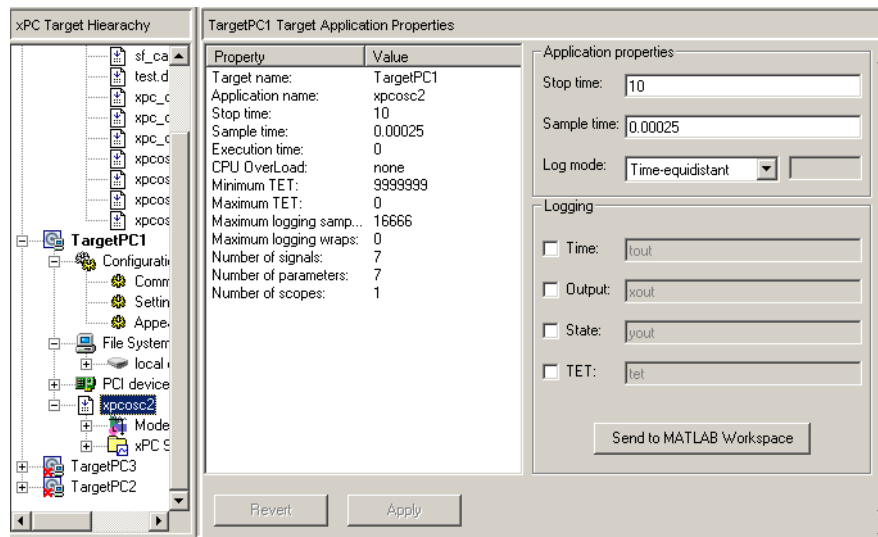 xPC Target Hiearachy
sf_ca
test.d
xpc_c
xpc_c
xpc_c
xpcos
xpcos
xpcos
xpcos
TargetPC1
Configurati
Comm
Settin
Appe
File System
local
PCI device
xpcosc2
Mode
xPC S
TargetPC3
TargetPC2
TargetPC1 Target Application Properties
Property Value
Target name: TargetPC1
Application name: xpcosc2
Stop time: 10
Sample time: 0.00025
Execution time: 0
CPU OverLoad: none
Minimum TET: 9999999
Maximum TET: 0
Maximum logging samp... 16666
Maximum logging wraps: 0
Number of signals: 7
Number of parameters: 7
Number of scopes: 1
Revert Apply
Application properties
Stop time: 10
Sample time: 0.00025
Log mode: Time-equidistant
Logging
Time: tout
Output: xout
State: yout
TET: tet
Send to MATLAB Workspace